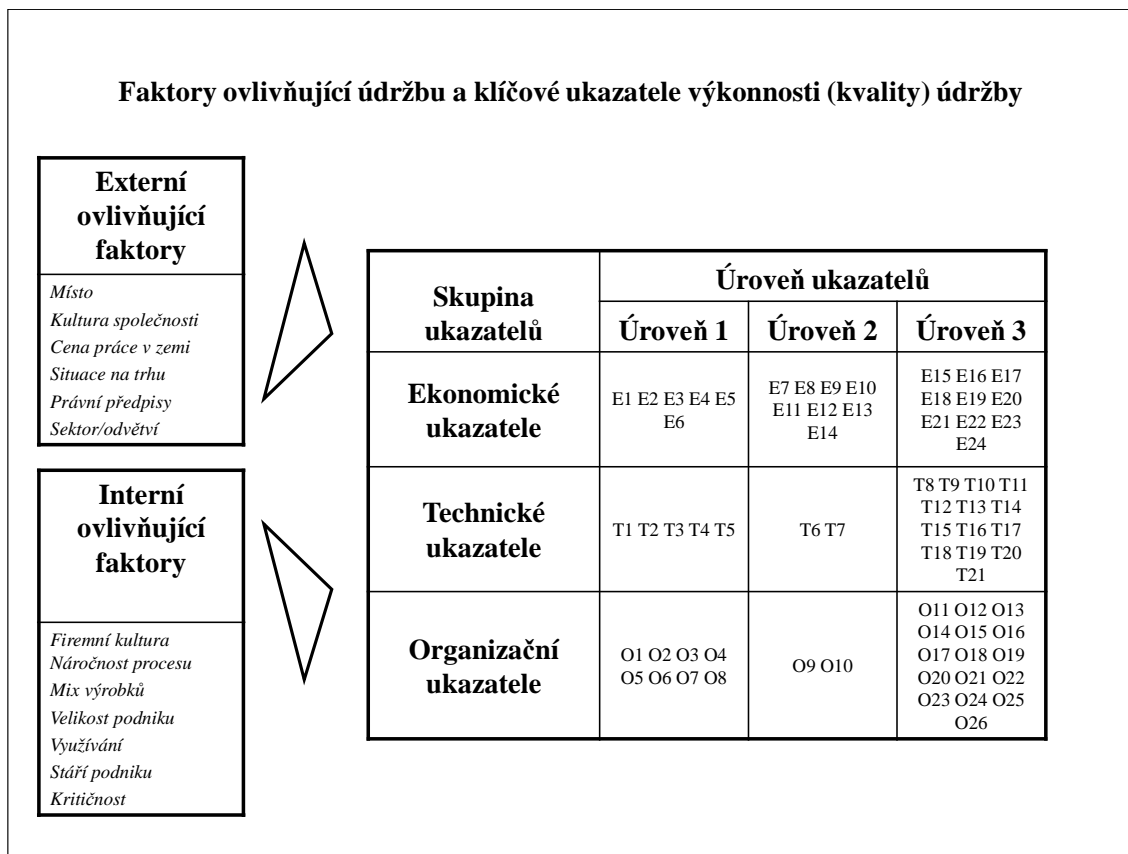 Faktory ovlivňující údržbu a klíčové ukazatele výkonnosti (kvality) údržby
Externí
ovlivňující
faktory
Místo
Kultura společnosti
Cena práce v zemi
Situace na trhu
Právní předpisy
Sektor/odvětví
Interní
ovlivňující
faktory
Firemní kultura
Náročnost procesu
Mix výrobků
Velikost podniku
Využívání
Stáří podniku
Kritičnost
Skupina
ukazatelů
Úroveň ukazatelů
Úroveň 1
Úroveň 2
Úroveň 3
Ekonomické
ukazatele
E1 E2 E3 E4 E5
E6
E7 E8 E9 E10
E11 E12 E13
E14
E15 E16 E17
E18 E19 E20
E21 E22 E23
E24
Technické
ukazatele
T1 T2 T3 T4 T5
T6 T7
T8 T9 T10 T11
T12 T13 T14
T15 T16 T17
T18 T19 T20
T21
Organizační
ukazatele
O1 O2 O3 O4
O5 O6 O7 O8
O9 O10
O11 O12 O13
O14 O15 O16
O17 O18 O19
O20 O21 O22
O23 O24 O25
O26